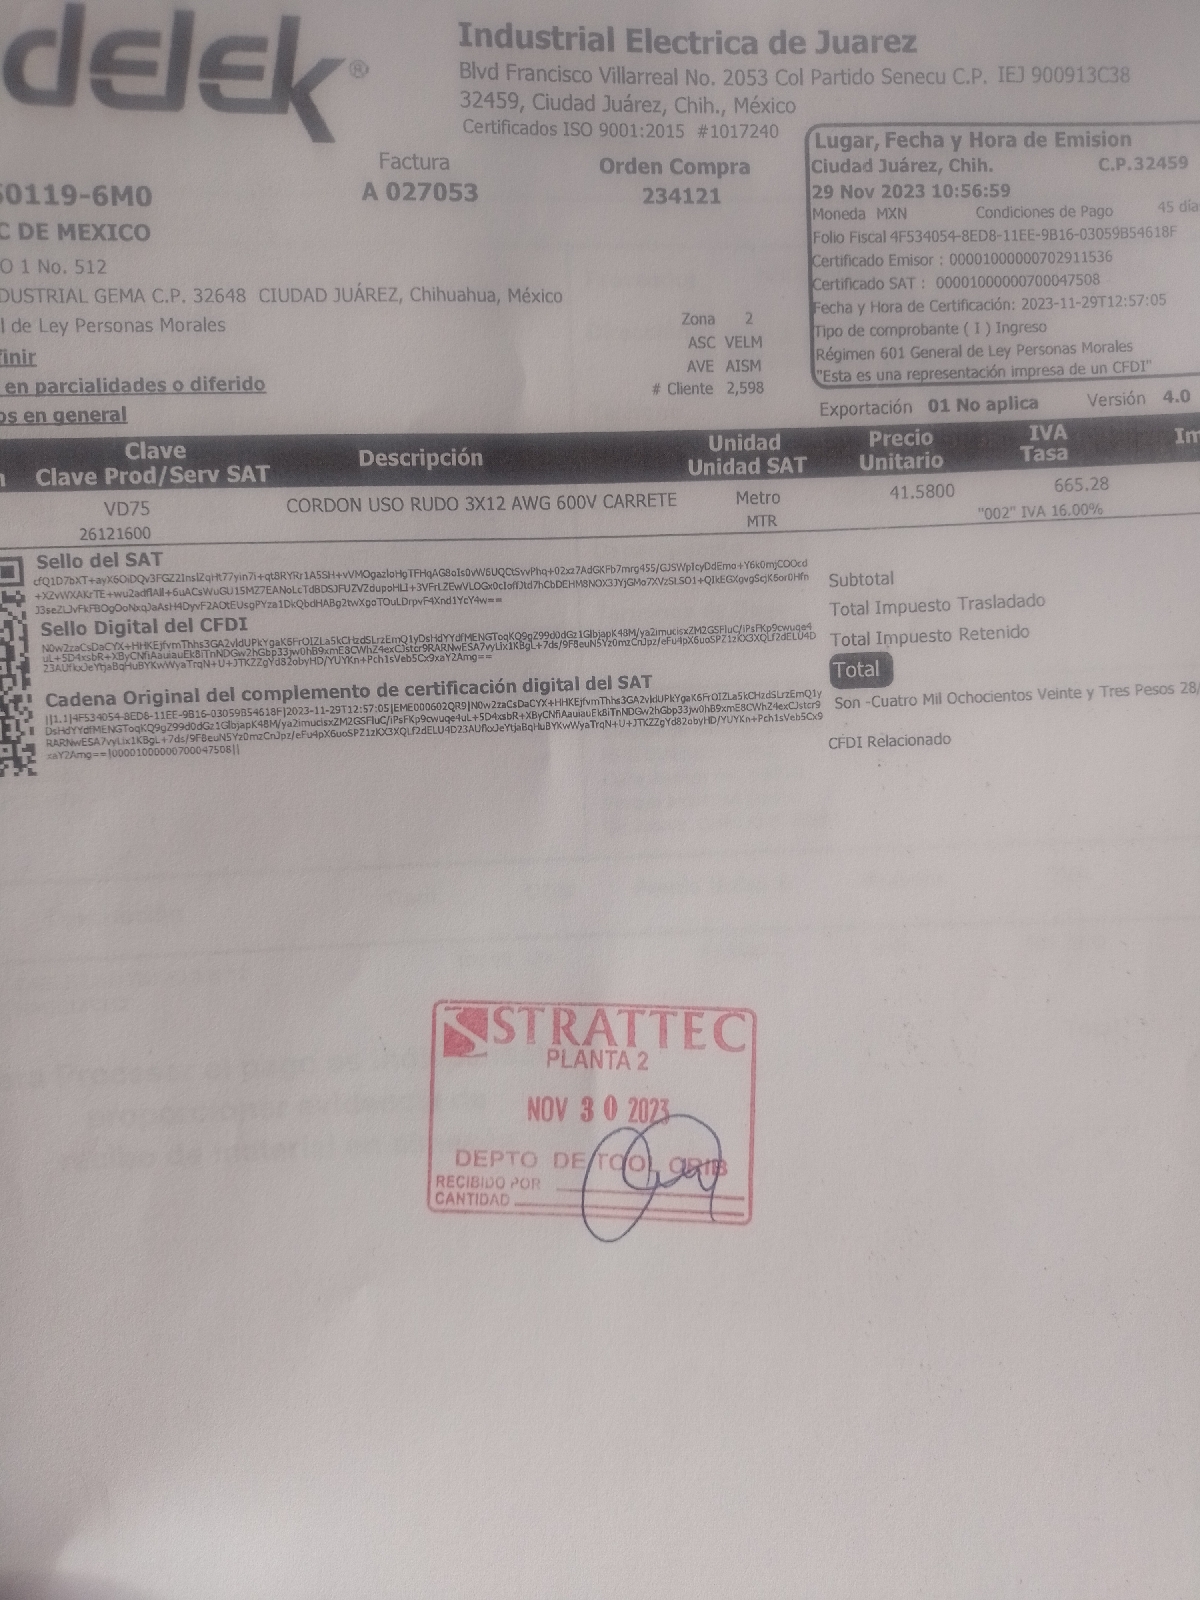 delek®
Industrial Electrica de Juarez
Blvd Francisco Villarreal No. 2053 Col Partido Senecu C.P. IEJ 900913C38
32459, Ciudad Juárez, Chih., México
Certificados ISO 9001:2015 #1017240
Factura
A 027053
Orden Compra
234121
Lugar, Fecha y Hora de Emision
Ciudad Juárez, Chih. C.P.32459
29 Nov 2023 10:56:59
Moneda MXN Condiciones de Pago 45 día
Folio Fiscal 4F534054-8ED8-11EE-9B16-03059B54618F
Certificado Emisor : 00001000000702911536
Certificado SAT : 00001000000700047508
Fecha y Hora de Certificación: 2023-11-29T12:57:05
Tipo de comprobante ( I ) Ingreso
Régimen 601 General de Ley Personas Morales
"Esta es una representación impresa de un CFDI"
Exportación 01 No aplica Versión 4.0
60119-6M0
C DE MEXICO
O 1 No. 512
DUSTRIAL GEMA C.P. 32648 CIUDAD JUÁREZ, Chihuahua, México
l de Ley Personas Morales
finir
en parcialidades o diferido
os en general
Zona 2
ASC VELM
AVE AISM
# Cliente 2,598
Clave
Clave Prod/Serv SAT
Descripción
Unidad
Unidad SAT
Precio
Unitario
IVA
Tasa
Im
VD75 CORDON USO RUDO 3X12 AWG 600V CARRETE Metro 41.5800 665.28
26121600 MTR "002" IVA 16.00%
Sello del SAT
Sello Digital del CFDI
Cadena Original del complemento de certificación digital del SAT
Subtotal
Total Impuesto Trasladado
Total Impuesto Retenido
Total
Son -Cuatro Mil Ochocientos Veinte y Tres Pesos 28/
CFDI Relacionado
STRATTEC
PLANTA 2
NOV 30 2023
DEPTO DE TOOL CRIB
RECIBIDO POR
CANTIDAD